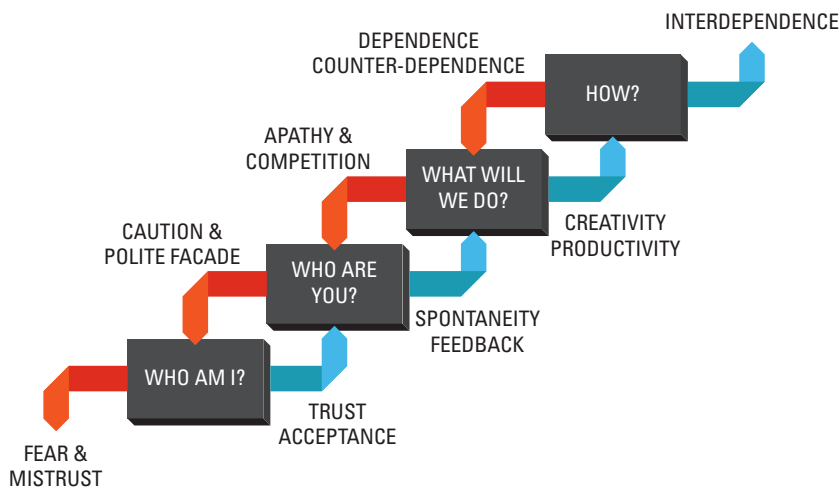 INTERDEPENDENCE
DEPENDENCE
COUNTER-DEPENDENCE
HOW?
APATHY &
COMPETITION
WHAT WILL
WE DO?
CREATIVITY
PRODUCTIVITY
CAUTION &
POLITE FACADE
WHO ARE
YOU?
SPONTANEITY
FEEDBACK
WHO AM I?
TRUST
ACCEPTANCE
FEAR &
MISTRUST